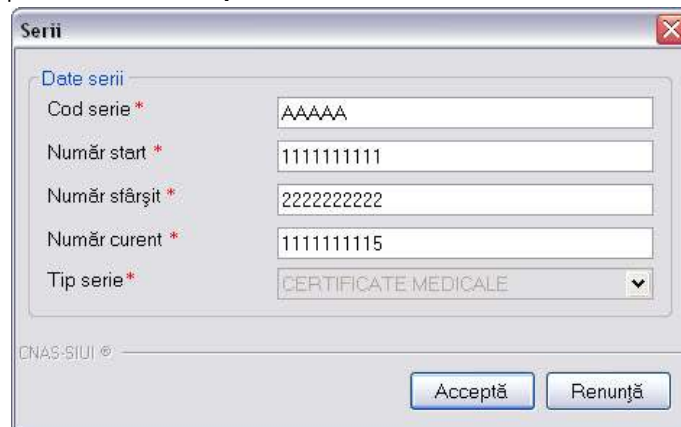 Serii
Date serii
Cod serie * AAAAA
Număr start * 1111111111
Număr sfârşit * 2222222222
Număr curent * 1111111115
Tip serie* CERTIFICATE MEDICALE
CNAS-SIUI ®
Acceptă Renunţă